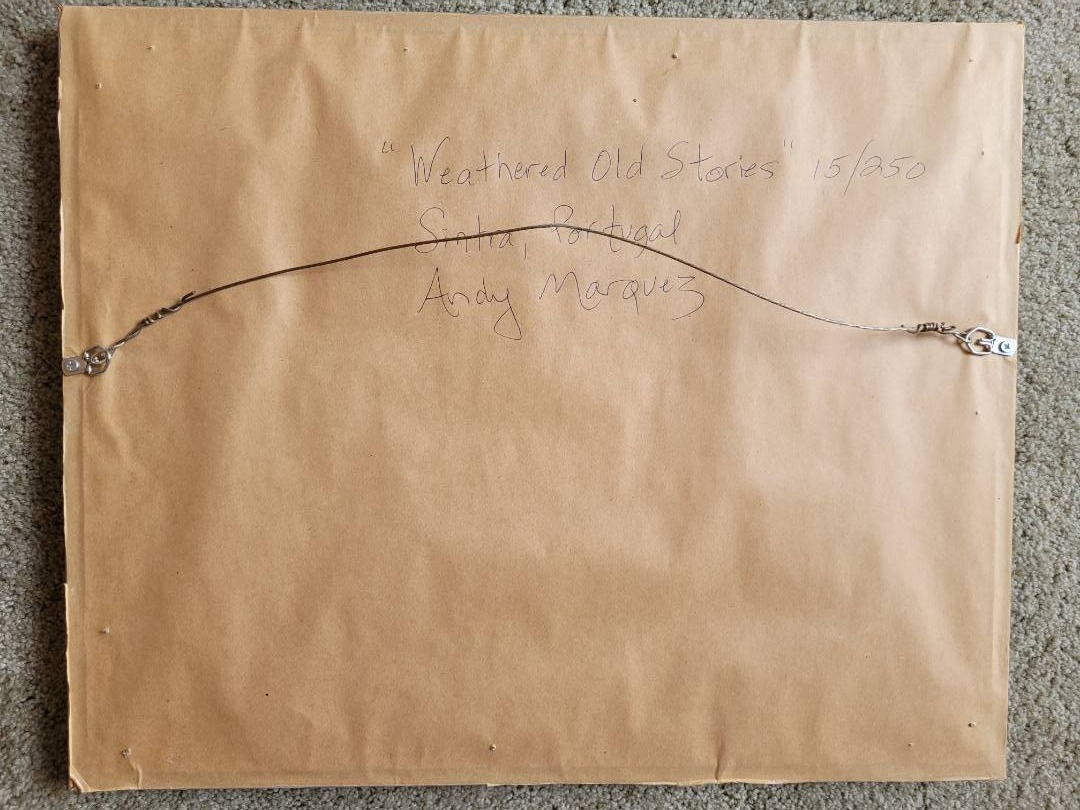 "Weathered Old Stories" 15/250
Sintra, Portugal
Andy Marquez